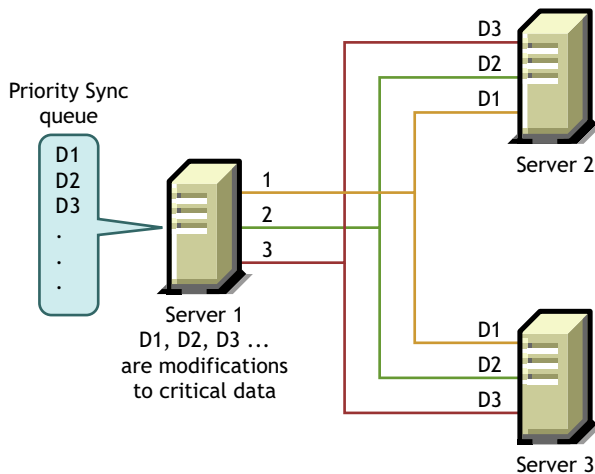 Priority Sync
queue
D1
D2
D3
.
.
.
Server 1
D1, D2, D3 ...
are modifications
to critical data
1
2
3
D3
D2
D1
Server 2
D1
D2
D3
Server 3